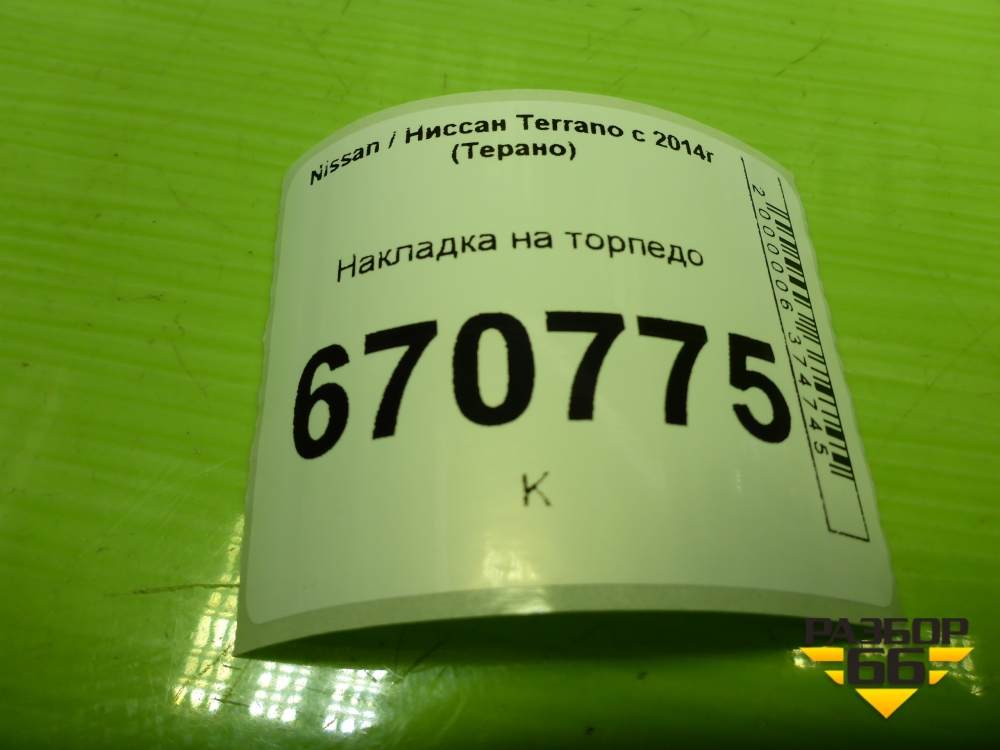 Nissan / Ниссан Terrano с 2014г
(Терано)
Накладка на торпедо
670775
К
2000006374745
РАЗБОР
66